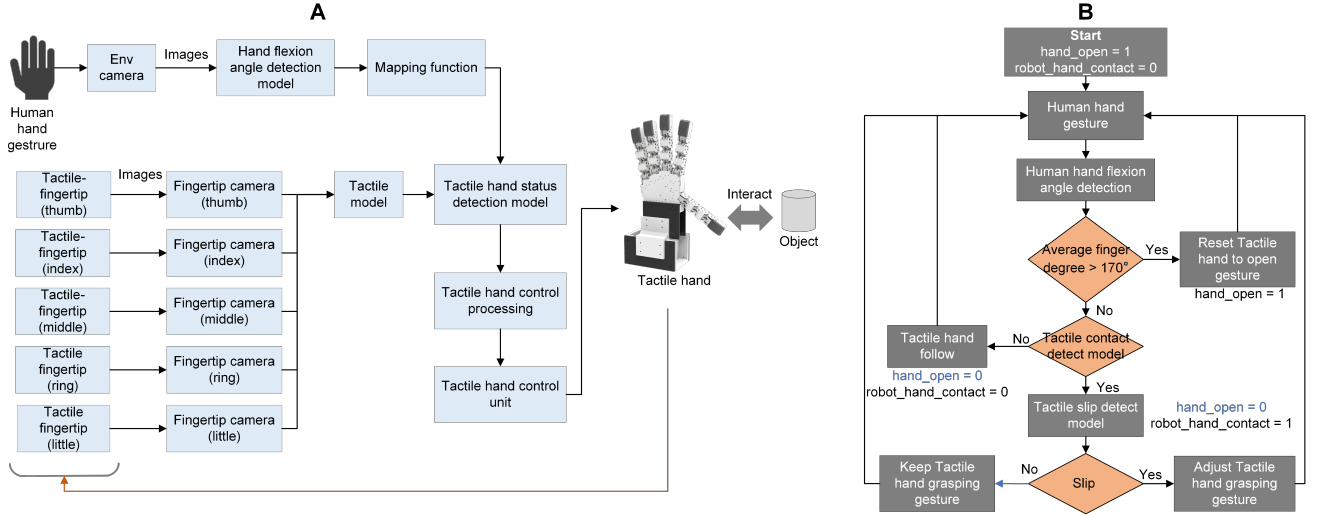 A
Human
hand
gestrure
Env
camera
Images
Hand flexion
angle detection
model
Mapping function
Tactile-
fingertip
(thumb)
Images
Fingertip camera
(thumb)
Tactile-
fingertip
(index)
Fingertip camera
(index)
Tactile-
fingertip
(middle)
Fingertip camera
(middle)
Tactile
fingertip
(ring)
Fingertip camera
(ring)
Tactile
fingertip
(little)
Fingertip camera
(little)
Tactile
model
Tactile hand status
detection model
Tactile hand control
processing
Tactile hand control
unit
Tactile hand
Interact
Object
B
Start
hand_open = 1
robot_hand_contact = 0
Human hand
gesture
Human hand flexion
angle detection
Average finger
degree > 170°
Yes
Reset Tactile
hand to open
gesture
hand_open = 1
No
Tactile contact
detect model
No
Tactile hand
follow
hand_open = 0
robot_hand_contact = 0
Yes
Tactile slip detect
model
hand_open = 0
robot_hand_contact = 1
Slip
No
Keep Tactile
hand grasping
gesture
Yes
Adjust Tactile
hand grasping
gesture